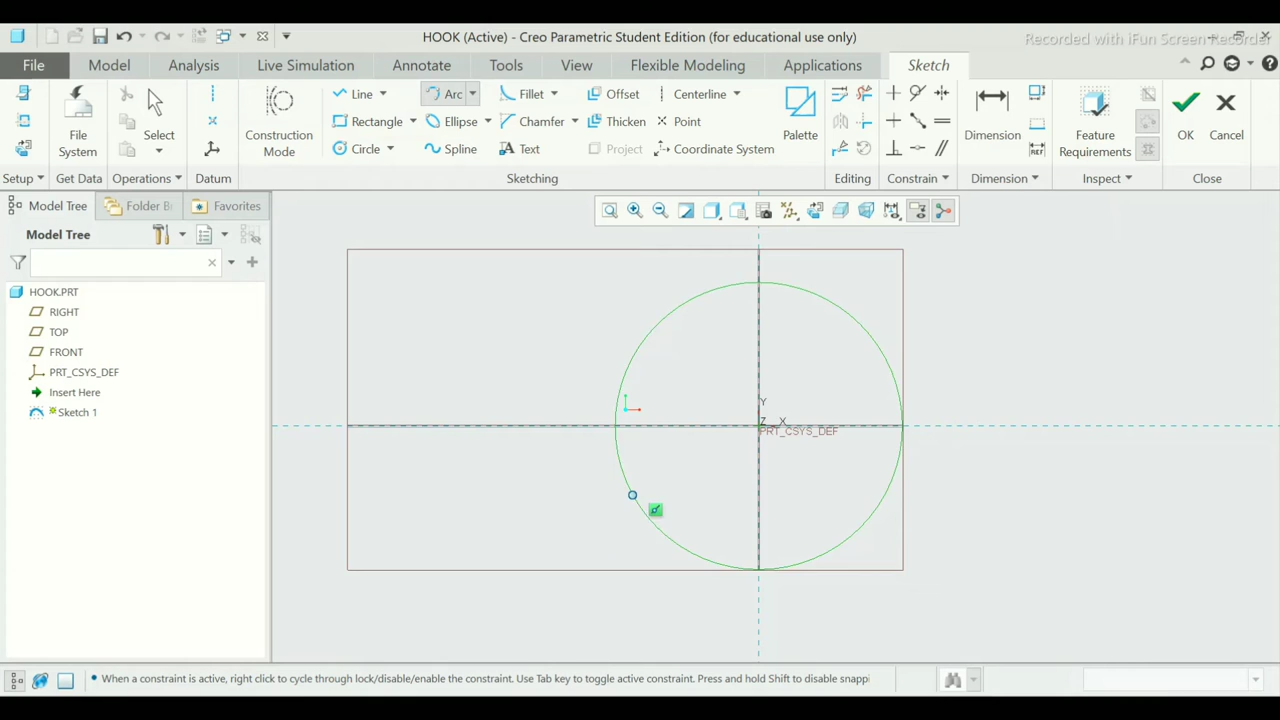 HOOK (Active) - Creo Parametric Student Edition (for educational use only)
Recorded with iFun Screen Recorder
File Model Analysis Live Simulation Annotate Tools View Flexible Modeling Applications Sketch
Line Arc Fillet Offset Centerline
File System Select Construction Mode Rectangle Ellipse Chamfer Thicken Point Palette Dimension Feature Requirements OK Cancel
Circle Spline Text Project Coordinate System
Setup Get Data Operations Datum Sketching Editing Constrain Dimension Inspect Close
REF
Model Tree Folder B Favorites
Model Tree
HOOK.PRT
RIGHT
TOP
FRONT
PRT_CSYS_DEF
Insert Here
Sketch 1
Y
Z X
PRT_CSYS_DEF
When a constraint is active, right click to cycle through lock/disable/enable the constraint. Use Tab key to toggle active constraint. Press and hold Shift to disable snappi